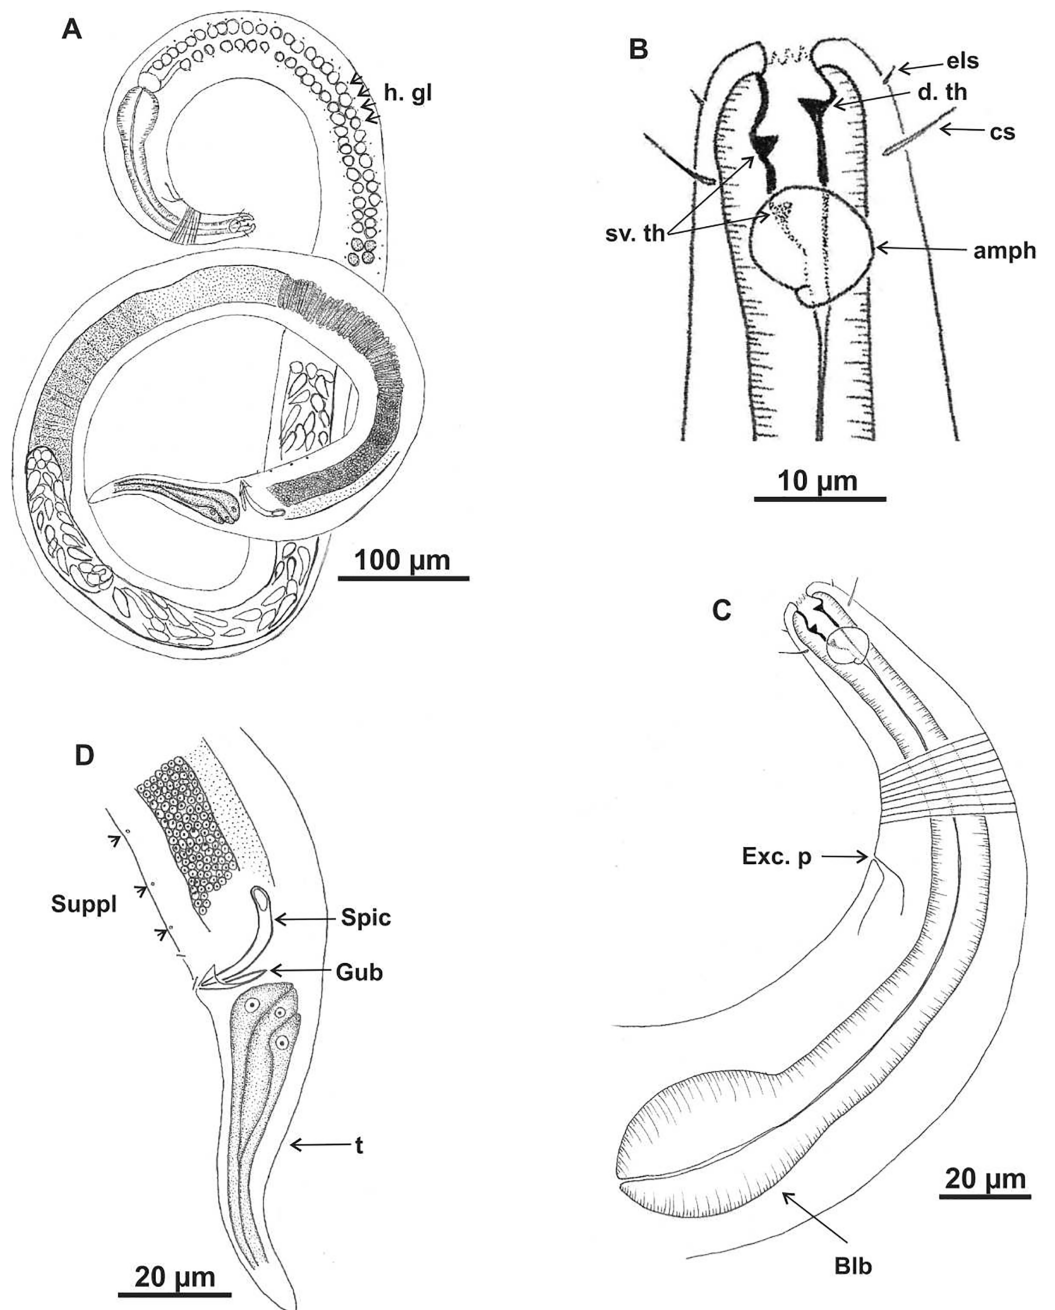 A
h. gl
100 µm
B
els
d. th
cs
sv. th
amph
10 µm
C
Exc. p
20 µm
Blb
D
Suppl
Spic
Gub
t
20 µm